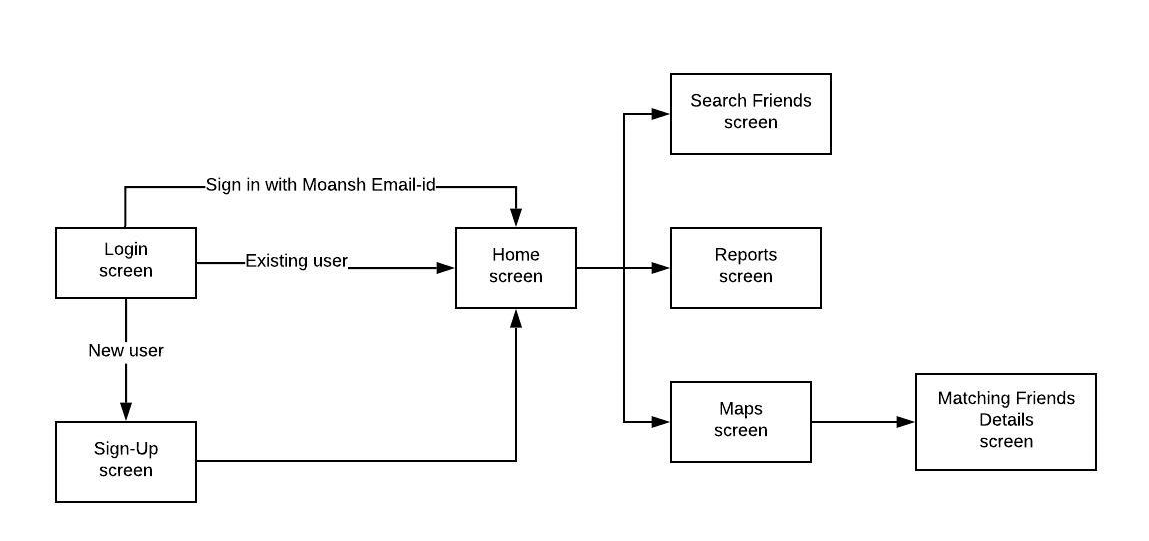 Search Friends
screen
Sign in with Moansh Email-id
Login
screen
Existing user
Home
screen
Reports
screen
New user
Maps
screen
Matching Friends
Details
screen
Sign-Up
screen